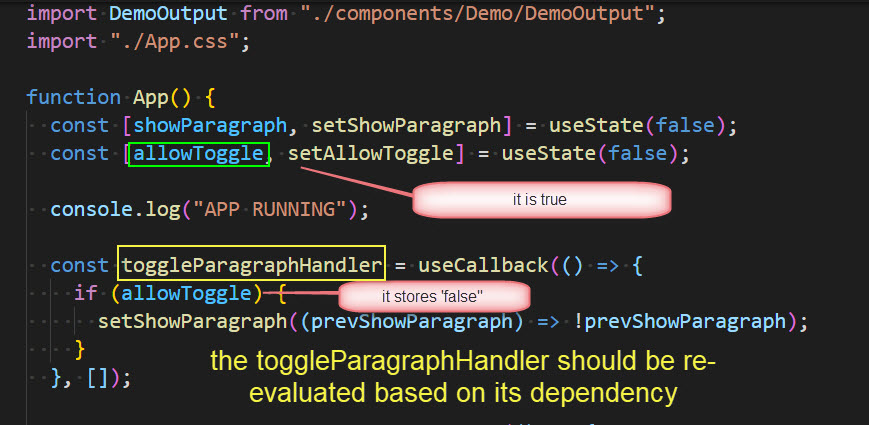 import DemoOutput from "./components/Demo/DemoOutput";
import "./App.css";
function App() {
const [showParagraph, setShowParagraph] = useState(false);
const [allowToggle, setAllowToggle] = useState(false);
it is true
console.log("APP RUNNING");
const toggleParagraphHandler = useCallback(() => {
if (allowToggle) {
it stores 'false"
setShowParagraph((prevShowParagraph) => !prevShowParagraph);
}
the toggleParagraphHandler should be re-
evaluated based on its dependency
}, []);